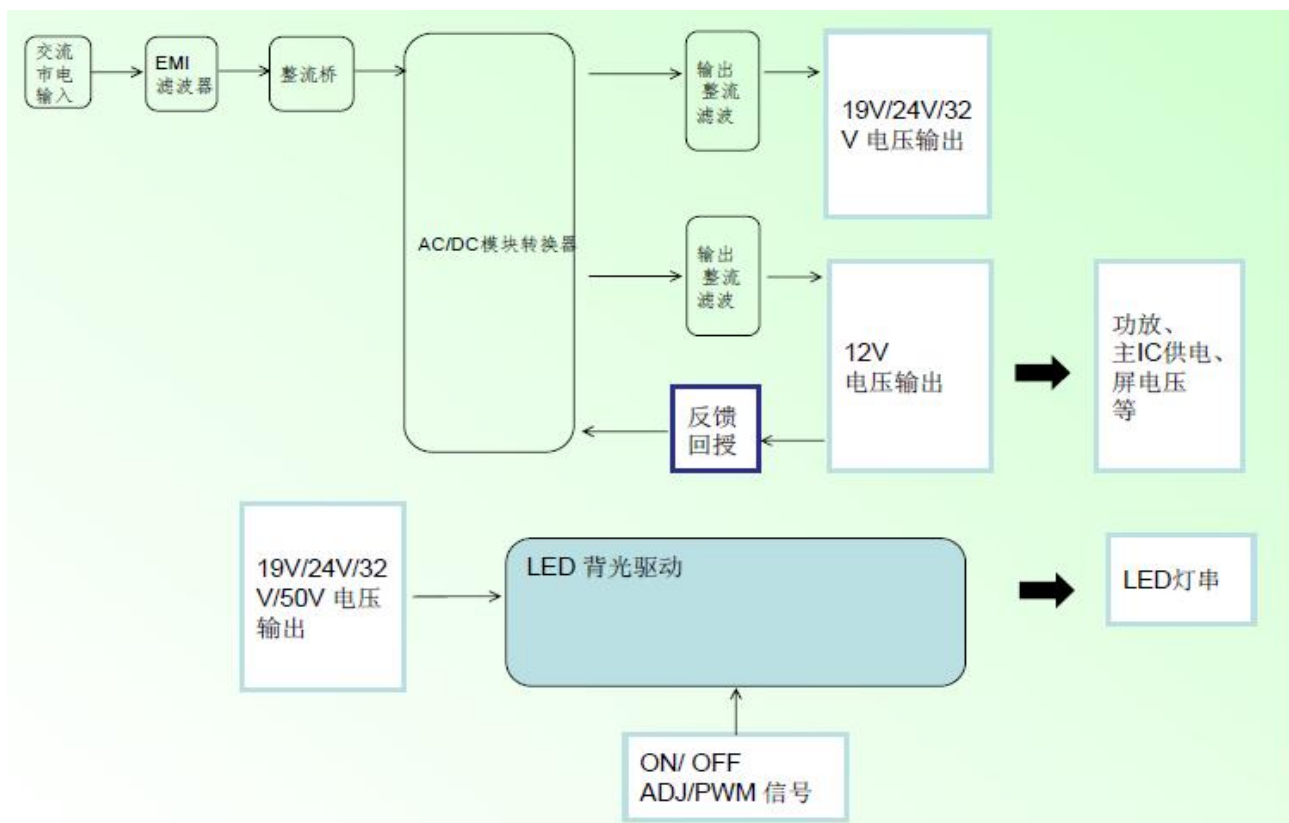 交流
市电
输入
EMI
滤波器
整流桥
AC/DC模块转换器
输出
整流
滤波
19V/24V/32
V 电压输出
输出
整流
滤波
12V
电压输出
功放、
主IC供电、
屏电压
等
反馈
回授
19V/24V/32
V/50V 电压
输出
LED 背光驱动
LED灯串
ON/ OFF
ADJ/PWM 信号